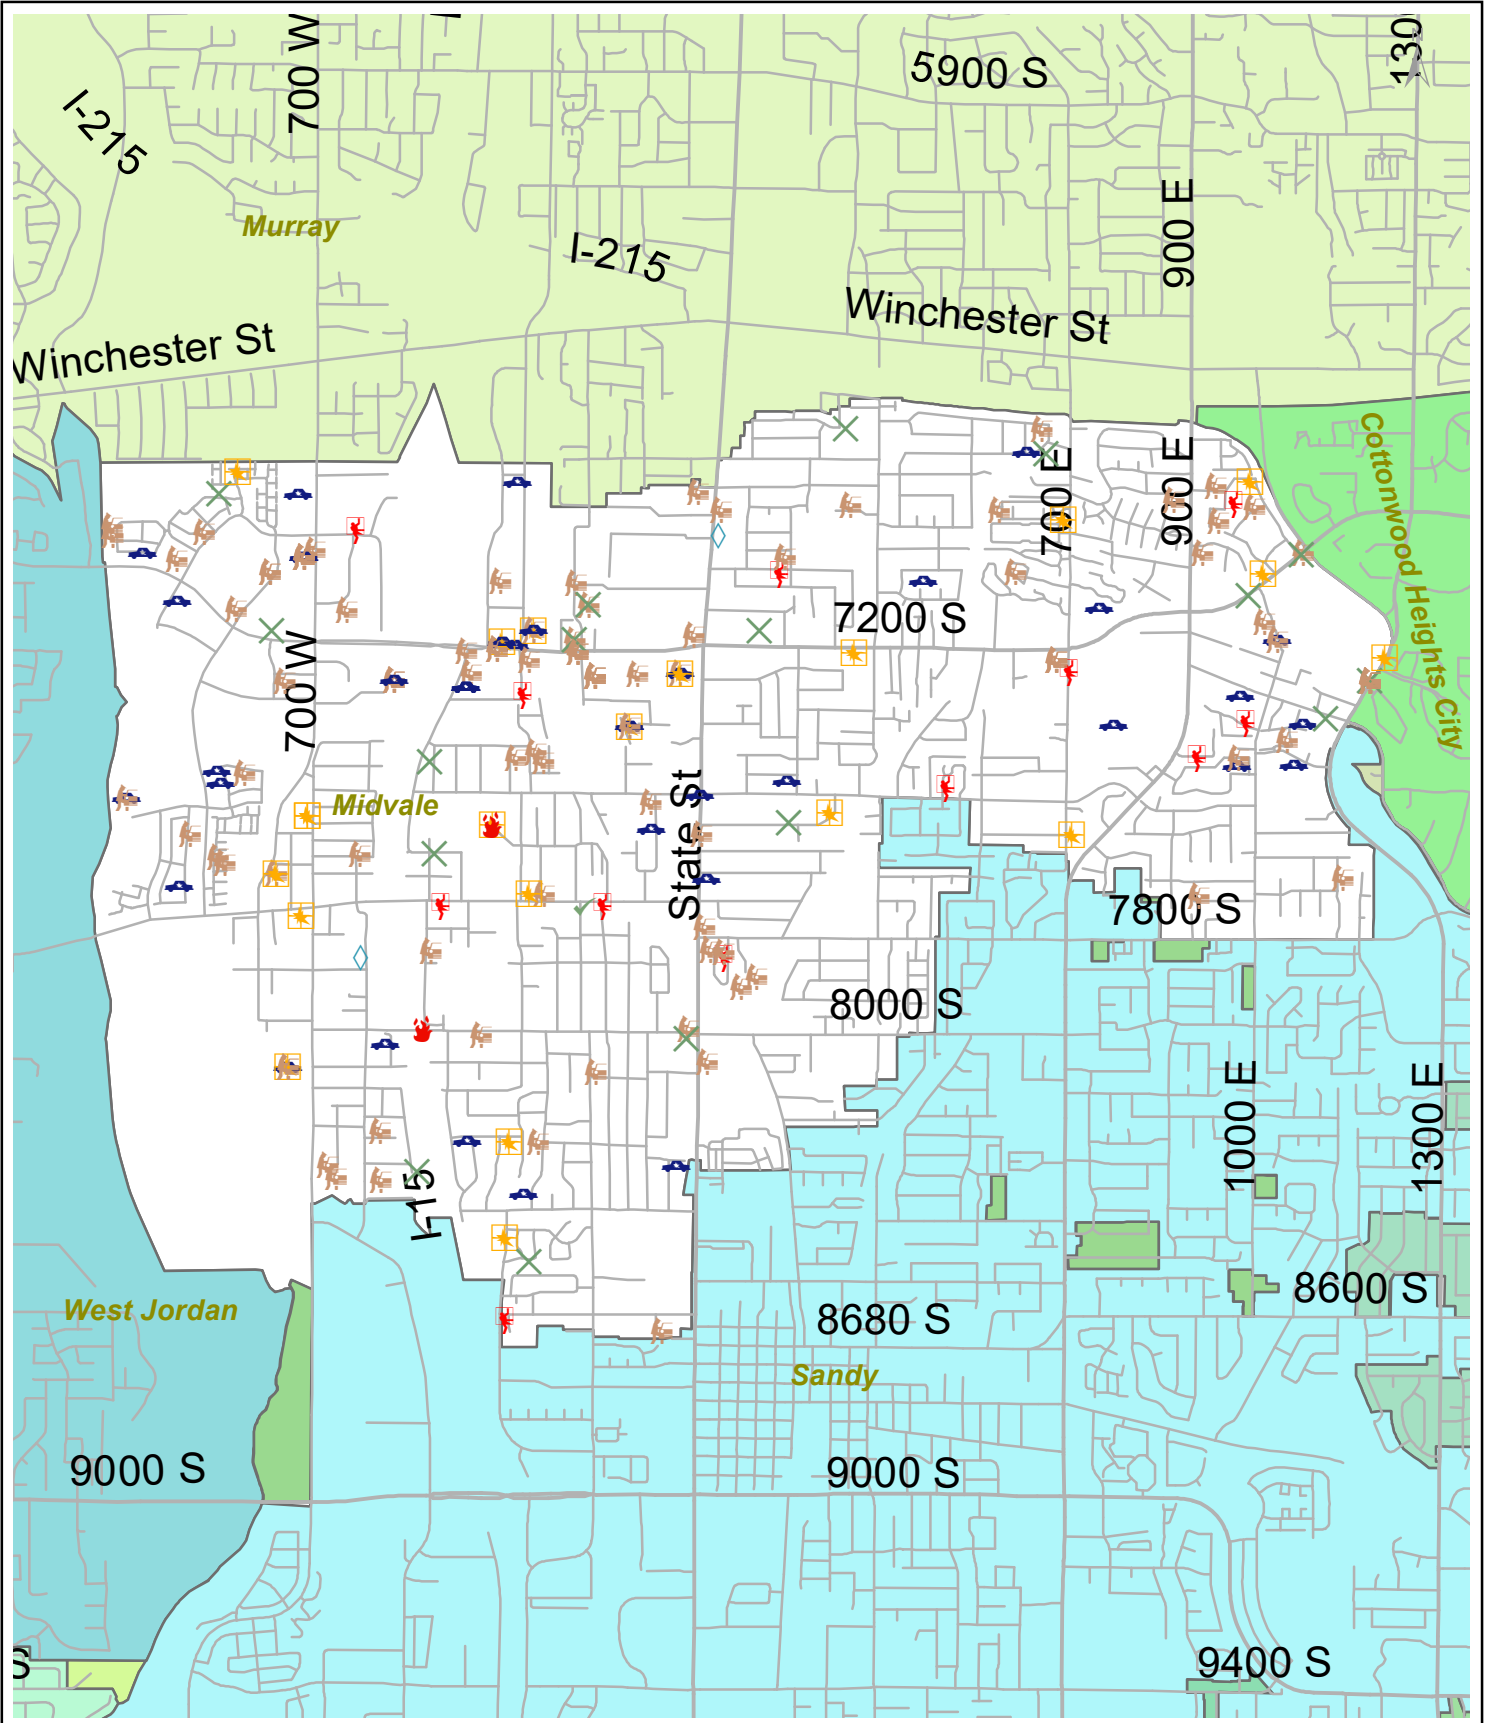 700 W
130
5900 S
I-215
900 E
Murray
I-215
Winchester St
Winchester St
Cottonwood Heights City
700 E
900 E
7200 S
700 W
Midvale
State St
7800 S
8000 S
1000 E
1300 E
I-15
8600 S
West Jordan
8680 S
Sandy
9000 S
9000 S
S
9400 S